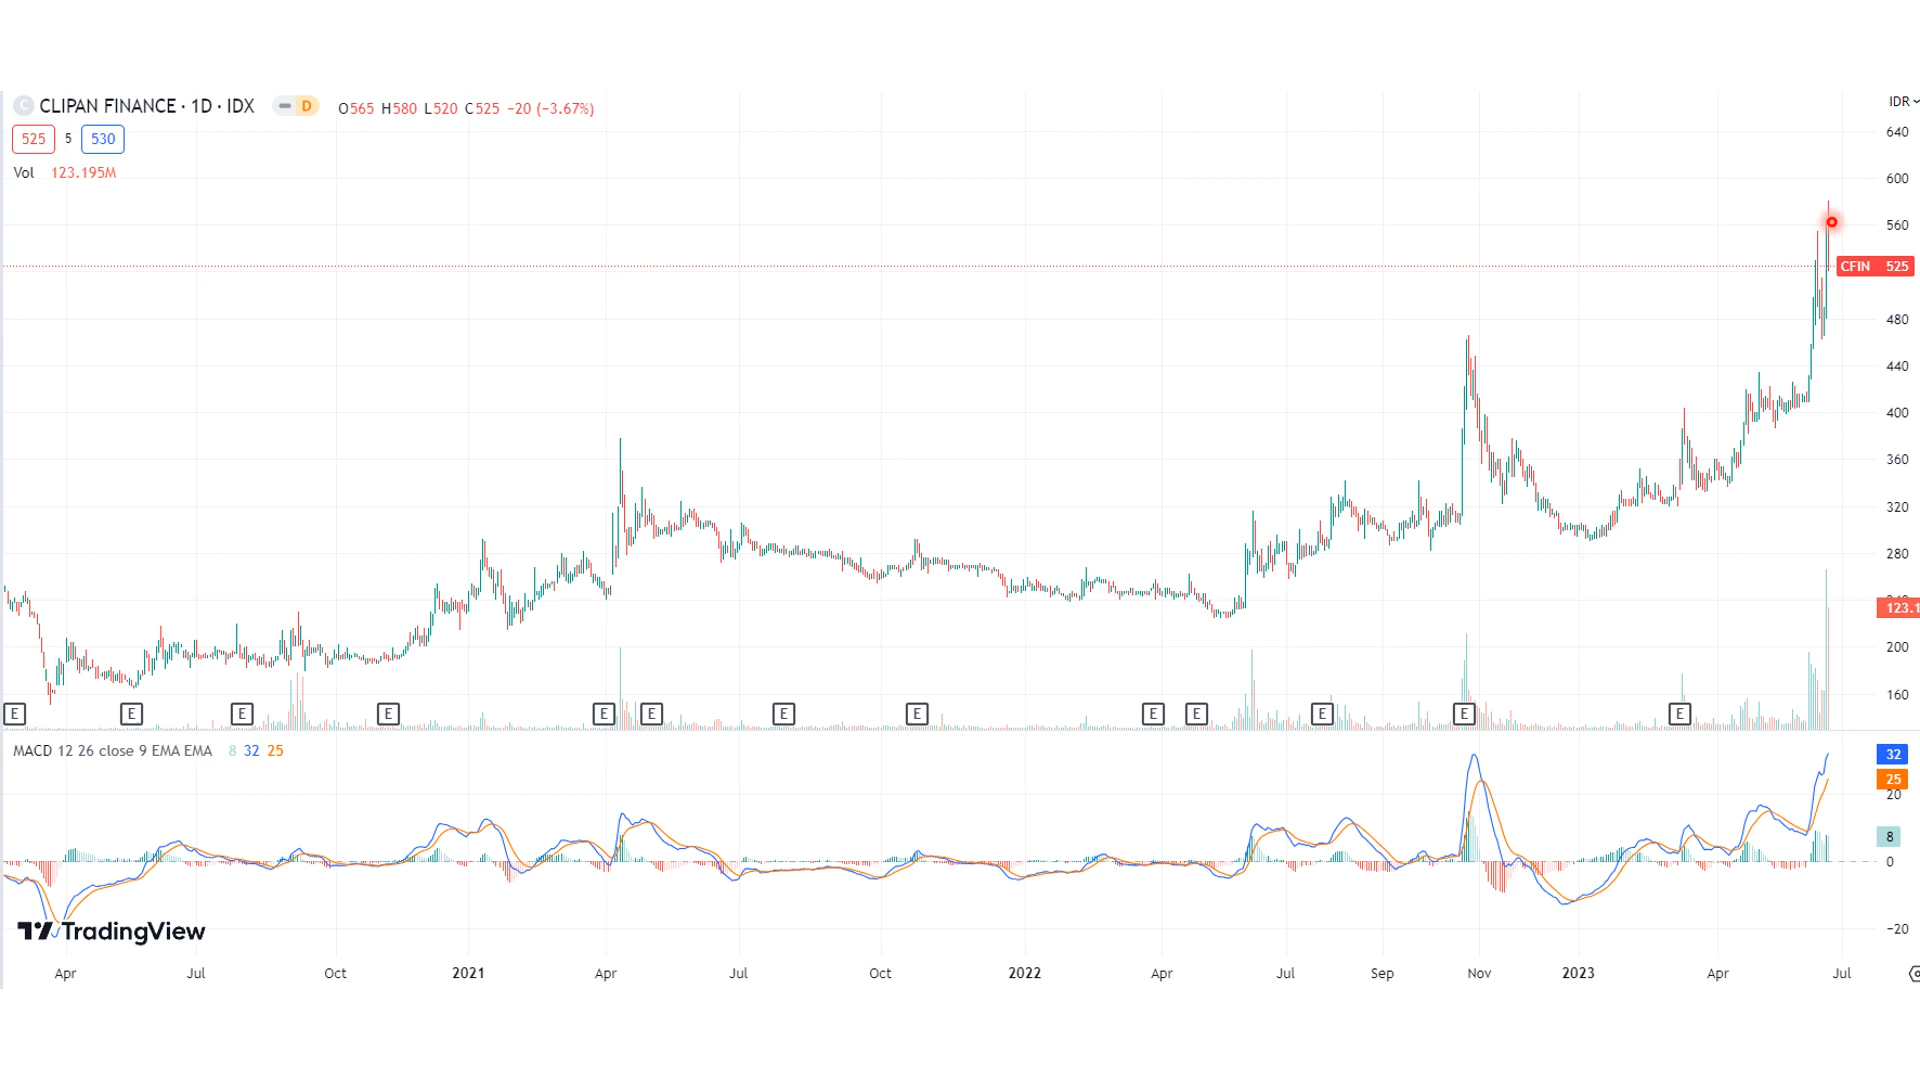 C CLIPAN FINANCE · 1D · IDX D O565 H580 L520 C525 −20 (−3.67%)
IDR
525 5 530
Vol 123.195M
640
600
560
CFIN 525
480
440
400
360
320
280
123.1
200
160
E E E E E E E E E E E E E
MACD 12 26 close 9 EMA EMA 8 32 25
32
25
20
8
0
−20
TradingView
Apr Jul Oct 2021 Apr Jul Oct 2022 Apr Jul Sep Nov 2023 Apr Jul